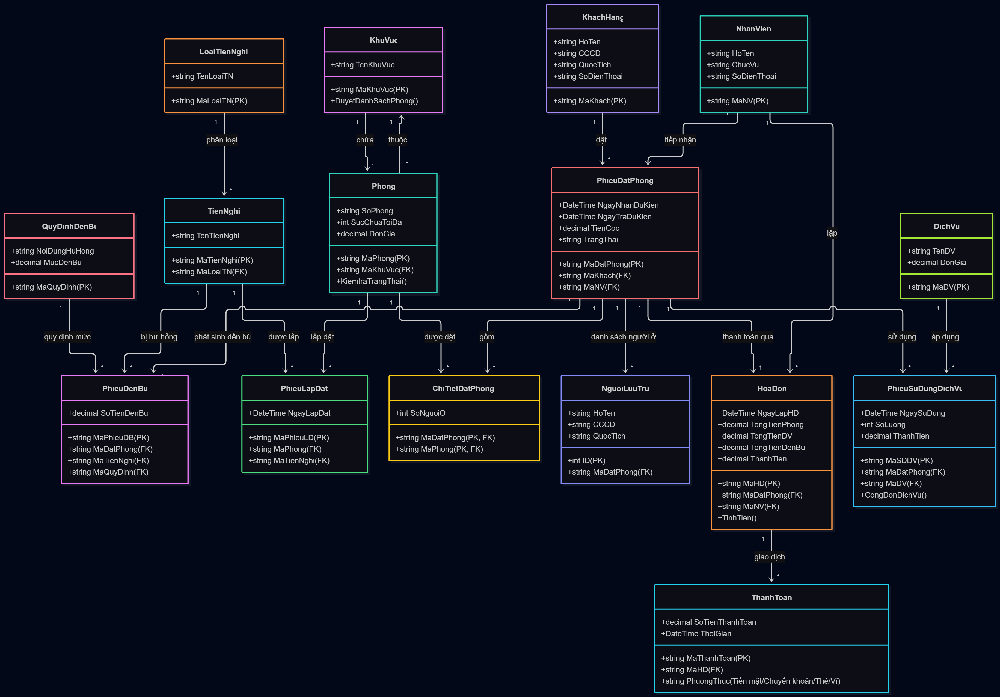 KhachHang
+string HoTen
+string CCCD
+string QuocTich
+string SoDienThoai
+string MaKhach(PK)
NhanVien
+string HoTen
+string ChucVu
+string SoDienThoai
+string MaNV(PK)
KhuVuc
+string TenKhuVuc
+string MaKhuVuc(PK)
+DuyetDanhSachPhong()
LoaiTienNghi
+string TenLoaiTN
+string MaLoaiTN(PK)
1
1
1
1
1
phân loại
chứa
thuộc
đặt
tiếp nhận
*
*
*
*
Phong
+string SoPhong
+int SucChuaToiDa
+decimal DonGia
+string MaPhong(PK)
+string MaKhuVuc(FK)
+KiemtraTrangThai()
PhieuDatPhong
+DateTime NgayNhanDuKien
+DateTime NgayTraDuKien
+decimal TienCoc
+string TrangThai
+string MaDatPhong(PK)
+string MaKhach(FK)
+string MaNV(FK)
TienNghi
+string TenTienNghi
+string MaTienNghi(PK)
+string MaLoaiTN(FK)
QuyDinhDenBu
+string NoiDungHuHong
+decimal MucDenBu
+string MaQuyDinh(PK)
lập
DichVu
+string TenDV
+decimal DonGia
+string MaDV(PK)
1
1
1
1
1
1
1
1
1
1
quy định mức
bị hư hỏng
phát sinh đền bù
được lắp
lắp đặt
được đặt
gồm
danh sách người ở
thanh toán qua
sử dụng
áp dụng
*
*
*
*
*
*
*
1
*
*
*
PhieuDenBu
+decimal SoTienDenBu
+string MaPhieuDB(PK)
+string MaDatPhong(FK)
+string MaTienNghi(FK)
+string MaQuyDinh(FK)
PhieuLapDat
+DateTime NgayLapDat
+string MaPhieuLD(PK)
+string MaPhong(FK)
+string MaTienNghi(FK)
ChiTietDatPhong
+int SoNguoiO
+string MaDatPhong(PK, FK)
+string MaPhong(PK, FK)
NguoiLuuTru
+string HoTen
+string CCCD
+string QuocTich
+int ID(PK)
+string MaDatPhong(FK)
HoaDon
+DateTime NgayLapHD
+decimal TongTienPhong
+decimal TongTienDV
+decimal TongTienDenBu
+decimal ThanhTien
+string MaHD(PK)
+string MaDatPhong(FK)
+string MaNV(FK)
+TinhTien()
PhieuSuDungDichVu
+DateTime NgaySuDung
+int SoLuong
+decimal ThanhTien
+string MaSDDV(PK)
+string MaDatPhong(FK)
+string MaDV(FK)
+CongDonDichVu()
1
giao dịch
*
ThanhToan
+decimal SoTienThanhToan
+DateTime ThoiGian
+string MaThanhToan(PK)
+string MaHD(FK)
+string PhuongThuc(Tiền mặt/Chuyển khoản/Thẻ/Ví)